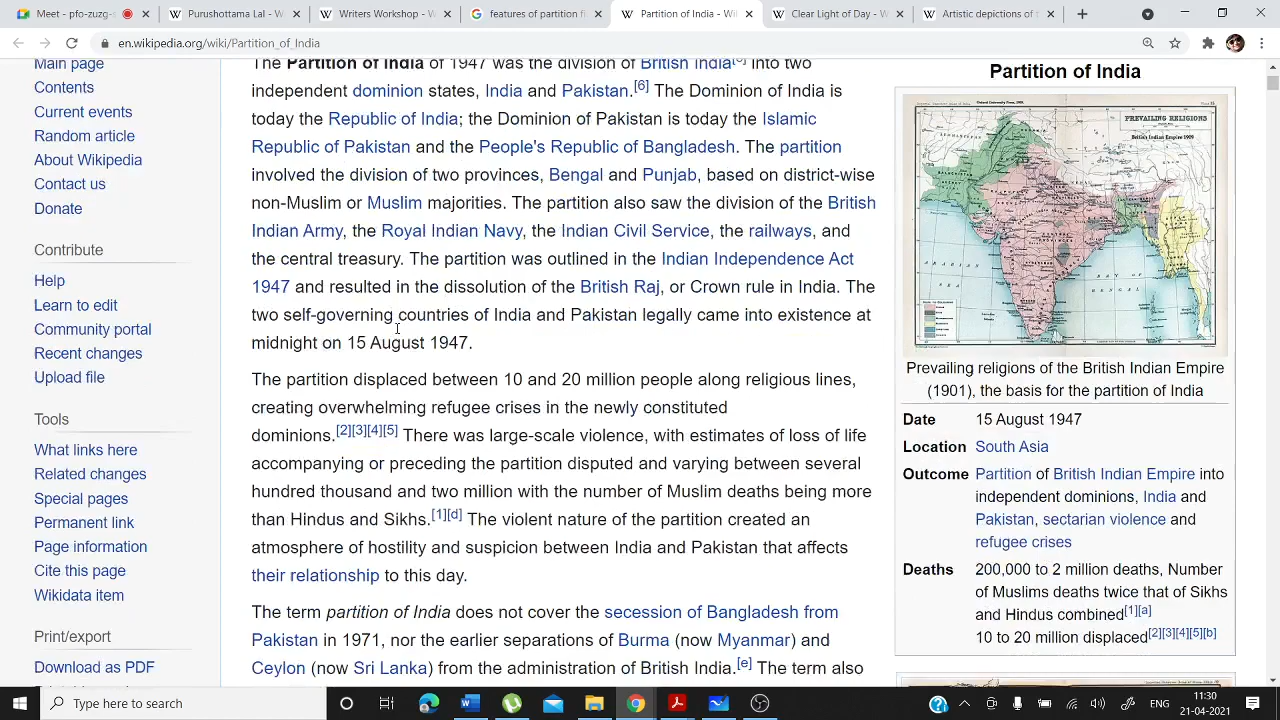 Meet - pfo-zuzg-s
Purushottama Lal - W
Writers Workshop - W
features of partition fi
Partition of India - Wi
Clear Light of Day - W
Artistic depictions of t
en.wikipedia.org/wiki/Partition_of_India
Main page
Contents
Current events
Random article
About Wikipedia
Contact us
Donate
Contribute
Help
Learn to edit
Community portal
Recent changes
Upload file
Tools
What links here
Related changes
Special pages
Permanent link
Page information
Cite this page
Wikidata item
Print/export
Download as PDF
The Partition of India of 1947 was the division of British India[c] into two
independent dominion states, India and Pakistan.[6] The Dominion of India is
today the Republic of India; the Dominion of Pakistan is today the Islamic
Republic of Pakistan and the People's Republic of Bangladesh. The partition
involved the division of two provinces, Bengal and Punjab, based on district-wise
non-Muslim or Muslim majorities. The partition also saw the division of the British
Indian Army, the Royal Indian Navy, the Indian Civil Service, the railways, and
the central treasury. The partition was outlined in the Indian Independence Act
1947 and resulted in the dissolution of the British Raj, or Crown rule in India. The
two self-governing countries of India and Pakistan legally came into existence at
midnight on 15 August 1947.
The partition displaced between 10 and 20 million people along religious lines,
creating overwhelming refugee crises in the newly constituted
dominions.[2][3][4][5] There was large-scale violence, with estimates of loss of life
accompanying or preceding the partition disputed and varying between several
hundred thousand and two million with the number of Muslim deaths being more
than Hindus and Sikhs.[1][d] The violent nature of the partition created an
atmosphere of hostility and suspicion between India and Pakistan that affects
their relationship to this day.
The term partition of India does not cover the secession of Bangladesh from
Pakistan in 1971, nor the earlier separations of Burma (now Myanmar) and
Ceylon (now Sri Lanka) from the administration of British India.[e] The term also
Partition of India
PREVAILING RELIGIONS
British Indian Empire 1909
ARABIAN
BAY OF
BENGAL
Prevailing religions of the British Indian Empire
(1901), the basis for the partition of India
Date 15 August 1947
Location South Asia
Outcome Partition of British Indian Empire into
independent dominions, India and
Pakistan, sectarian violence and
refugee crises
Deaths 200,000 to 2 million deaths, Number
of Muslims deaths twice that of Sikhs
and Hindus combined[1][a]
10 to 20 million displaced[2][3][4][5][b]
Type here to search
ENG
11:30
21-04-2021